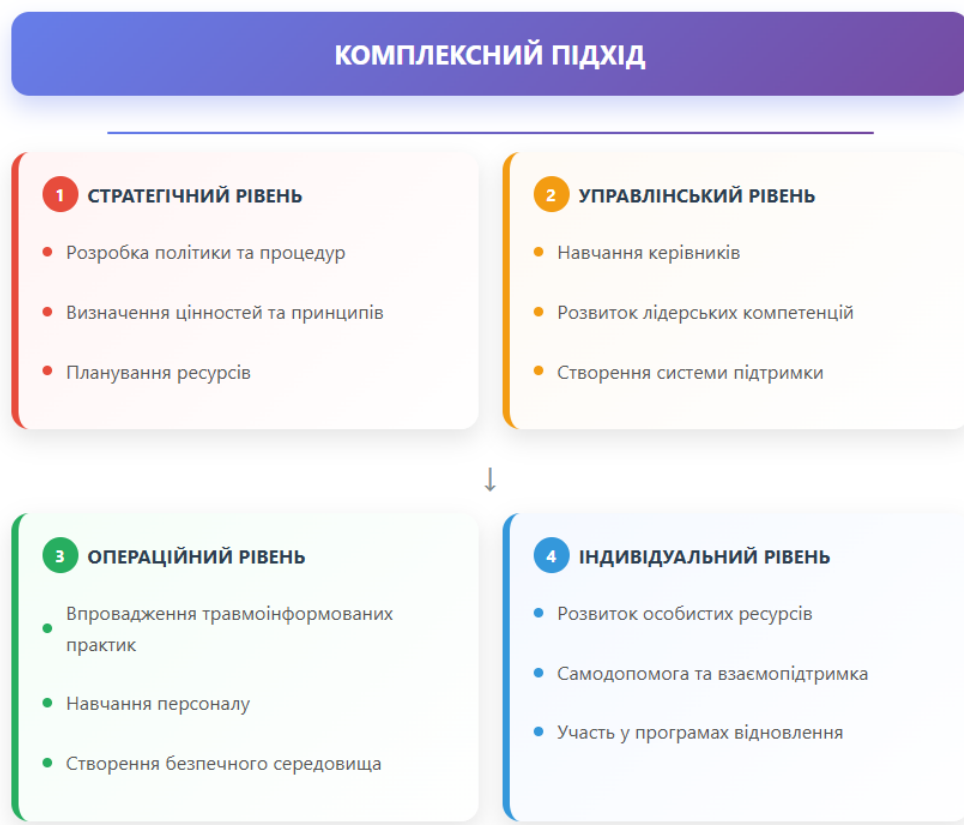 КОМПЛЕКСНИЙ ПІДХІД
1 СТРАТЕГІЧНИЙ РІВЕНЬ
Розробка політики та процедур
Визначення цінностей та принципів
Планування ресурсів
2 УПРАВЛІНСЬКИЙ РІВЕНЬ
Навчання керівників
Розвиток лідерських компетенцій
Створення системи підтримки
↓
3 ОПЕРАЦІЙНИЙ РІВЕНЬ
Впровадження травмоінформованих
практик
Навчання персоналу
Створення безпечного середовища
4 ІНДИВІДУАЛЬНИЙ РІВЕНЬ
Розвиток особистих ресурсів
Самодопомога та взаємопідтримка
Участь у програмах відновлення